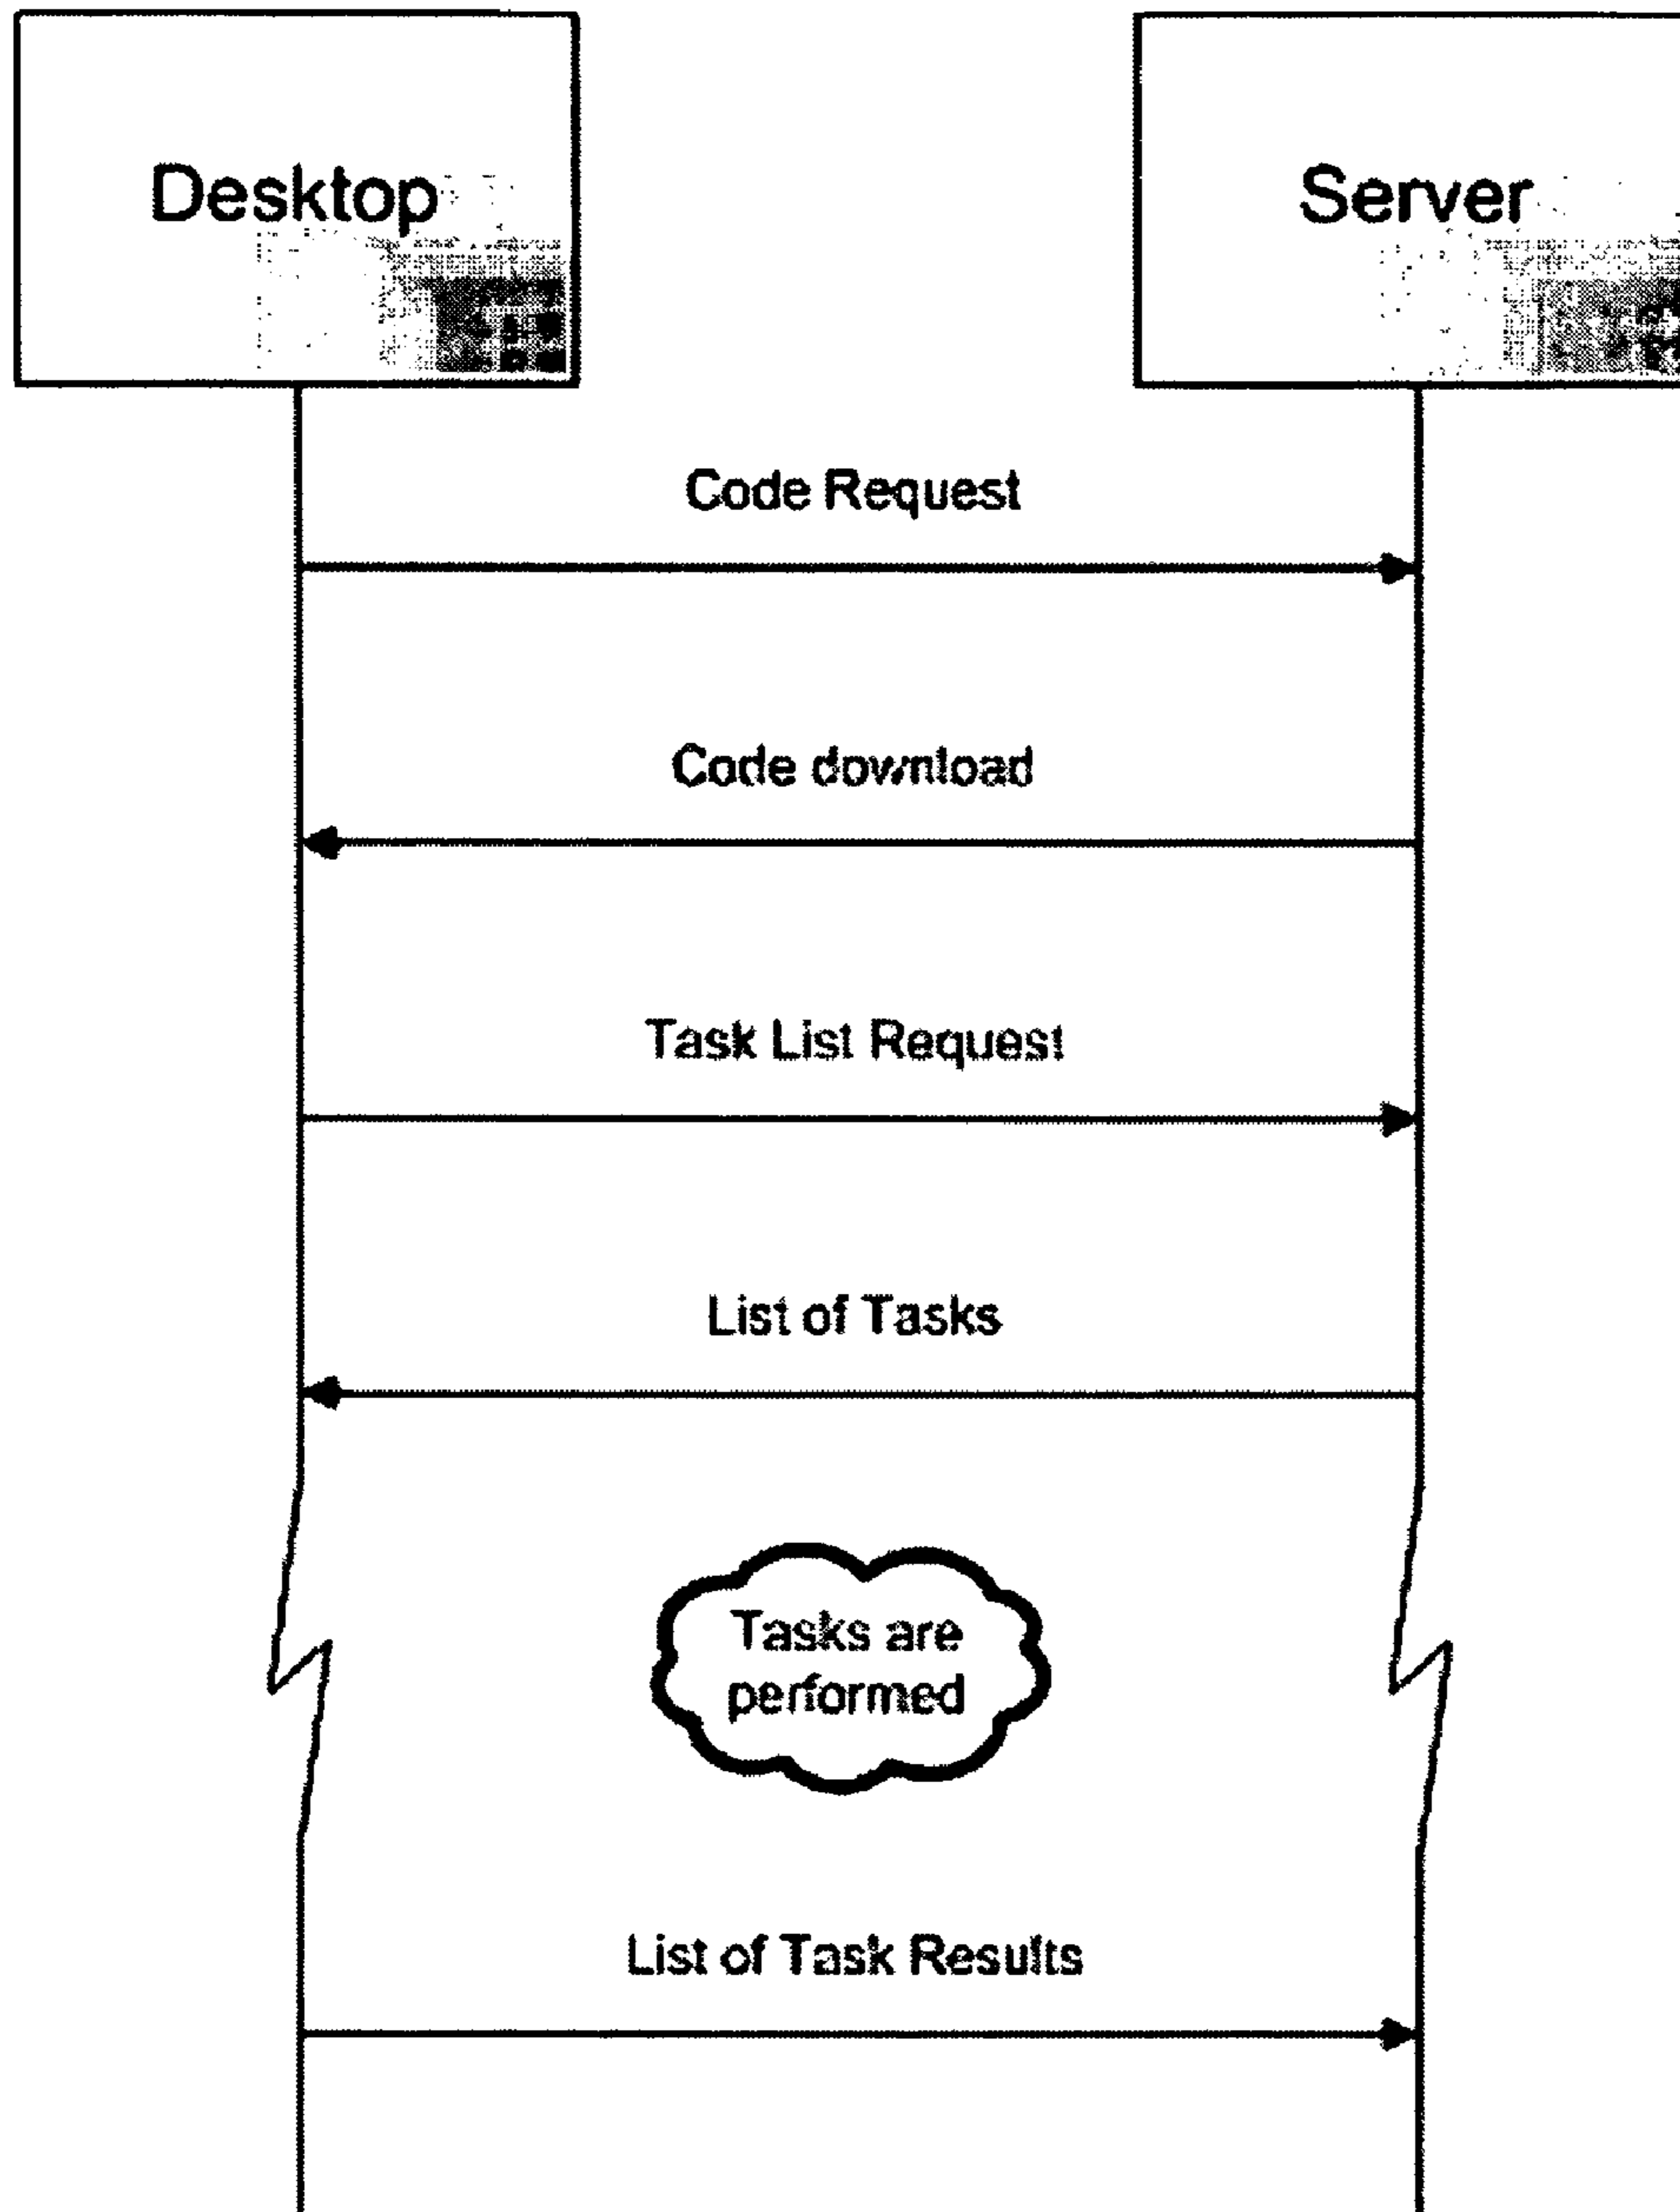 Desktop
Server
Code Request
Code download
Task List Request
List of Tasks
Tasks are
performed
List of Task Results